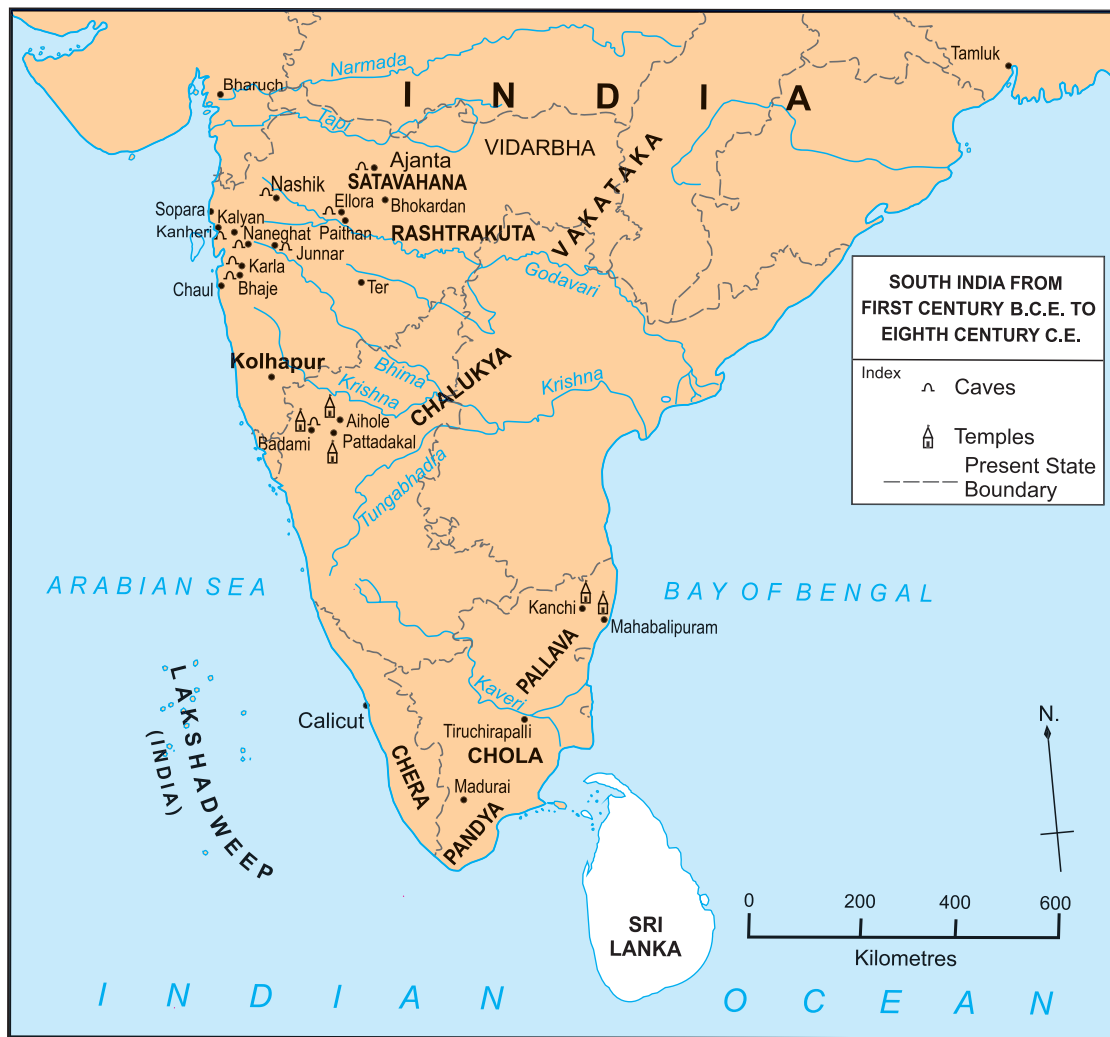 Narmada
Tamluk
Bharuch
I N D I A
Tapi
VIDARBHA
Ajanta
SATAVAHANA
VAKATAKA
Nashik
Ellora
Bhokardan
Sopara
Kalyan
Paithan
RASHTRAKUTA
Kanheri
Naneghat
Junnar
Karla
Godavari
Chaul
Bhaje
Ter
SOUTH INDIA FROM
FIRST CENTURY B.C.E. TO
EIGHTH CENTURY C.E.
Index
Caves
Temples
Present State
Boundary
Kolhapur
Bhima
Krishna
CHALUKYA
Krishna
Aihole
Badami
Pattadakal
Tungabhadra
ARABIAN SEA
BAY OF BENGAL
Kanchi
Mahabalipuram
PALLAVA
LAKSHADWEEP
(INDIA)
Kaveri
Calicut
Tiruchirapalli
CHOLA
CHERA
Madurai
PANDYA
N.
SRI
LANKA
0 200 400 600
Kilometres
I N D I A N O C E A N